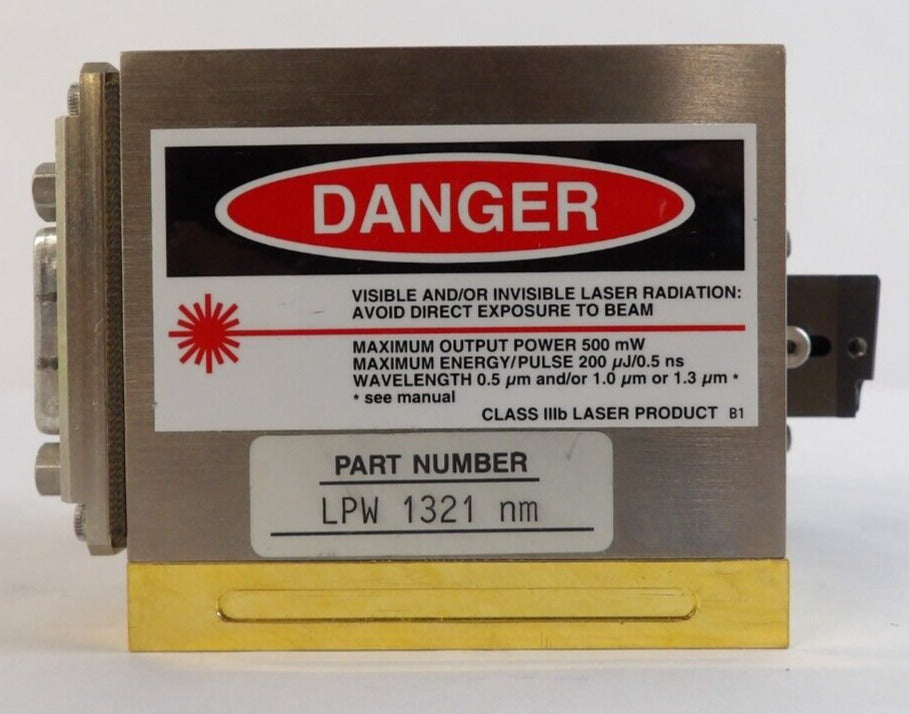 DANGER
VISIBLE AND/OR INVISIBLE LASER RADIATION:
AVOID DIRECT EXPOSURE TO BEAM
MAXIMUM OUTPUT POWER 500 mW
MAXIMUM ENERGY/PULSE 200 µJ/0.5 ns
WAVELENGTH 0.5 µm and/or 1.0 µm or 1.3 µm *
* see manual
CLASS IIIb LASER PRODUCT B1
PART NUMBER
LPW 1321 nm